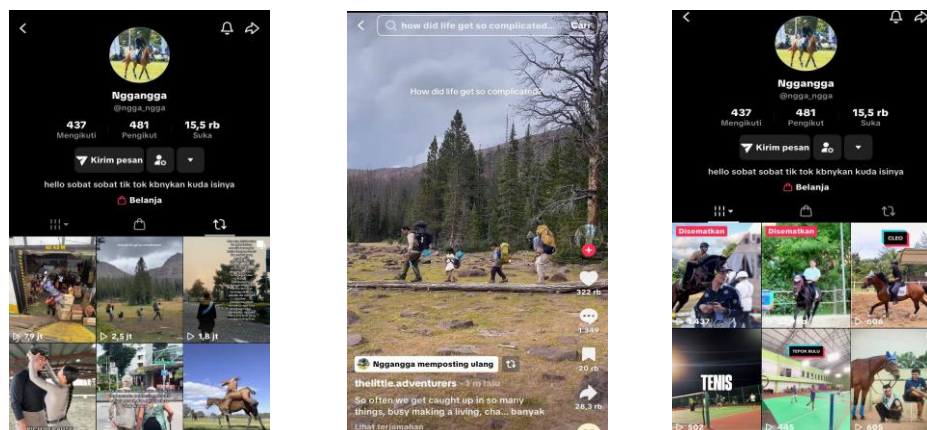 Nggangga
@ngga_ngga
437 481 15,5 rb
Mengikuti Pengikut Suka
Kirim pesan
hello sobat sobat tik tok kbnykan kuda isinya
Belanja
7,9 jt
2,5 jt
1,8 jt
how did life get so complicated... Cari
How did life get so complicated?
322 rb
1.349
20 rb
28,3 rb
Nggangga memposting ulang
thelittle.adventurers
So often we get caught up in so many
things, busy making a living, cha... banyak
Lihat terjemahan
Nggangga
@ngga_ngga
437 481 15,5 rb
Mengikuti Pengikut Suka
Kirim pesan
hello sobat sobat tik tok kbnykan kuda isinya
Belanja
Disematkan
Disematkan
CLEO
1.437
606
TENIS
TEPOK BULU
502
445
605